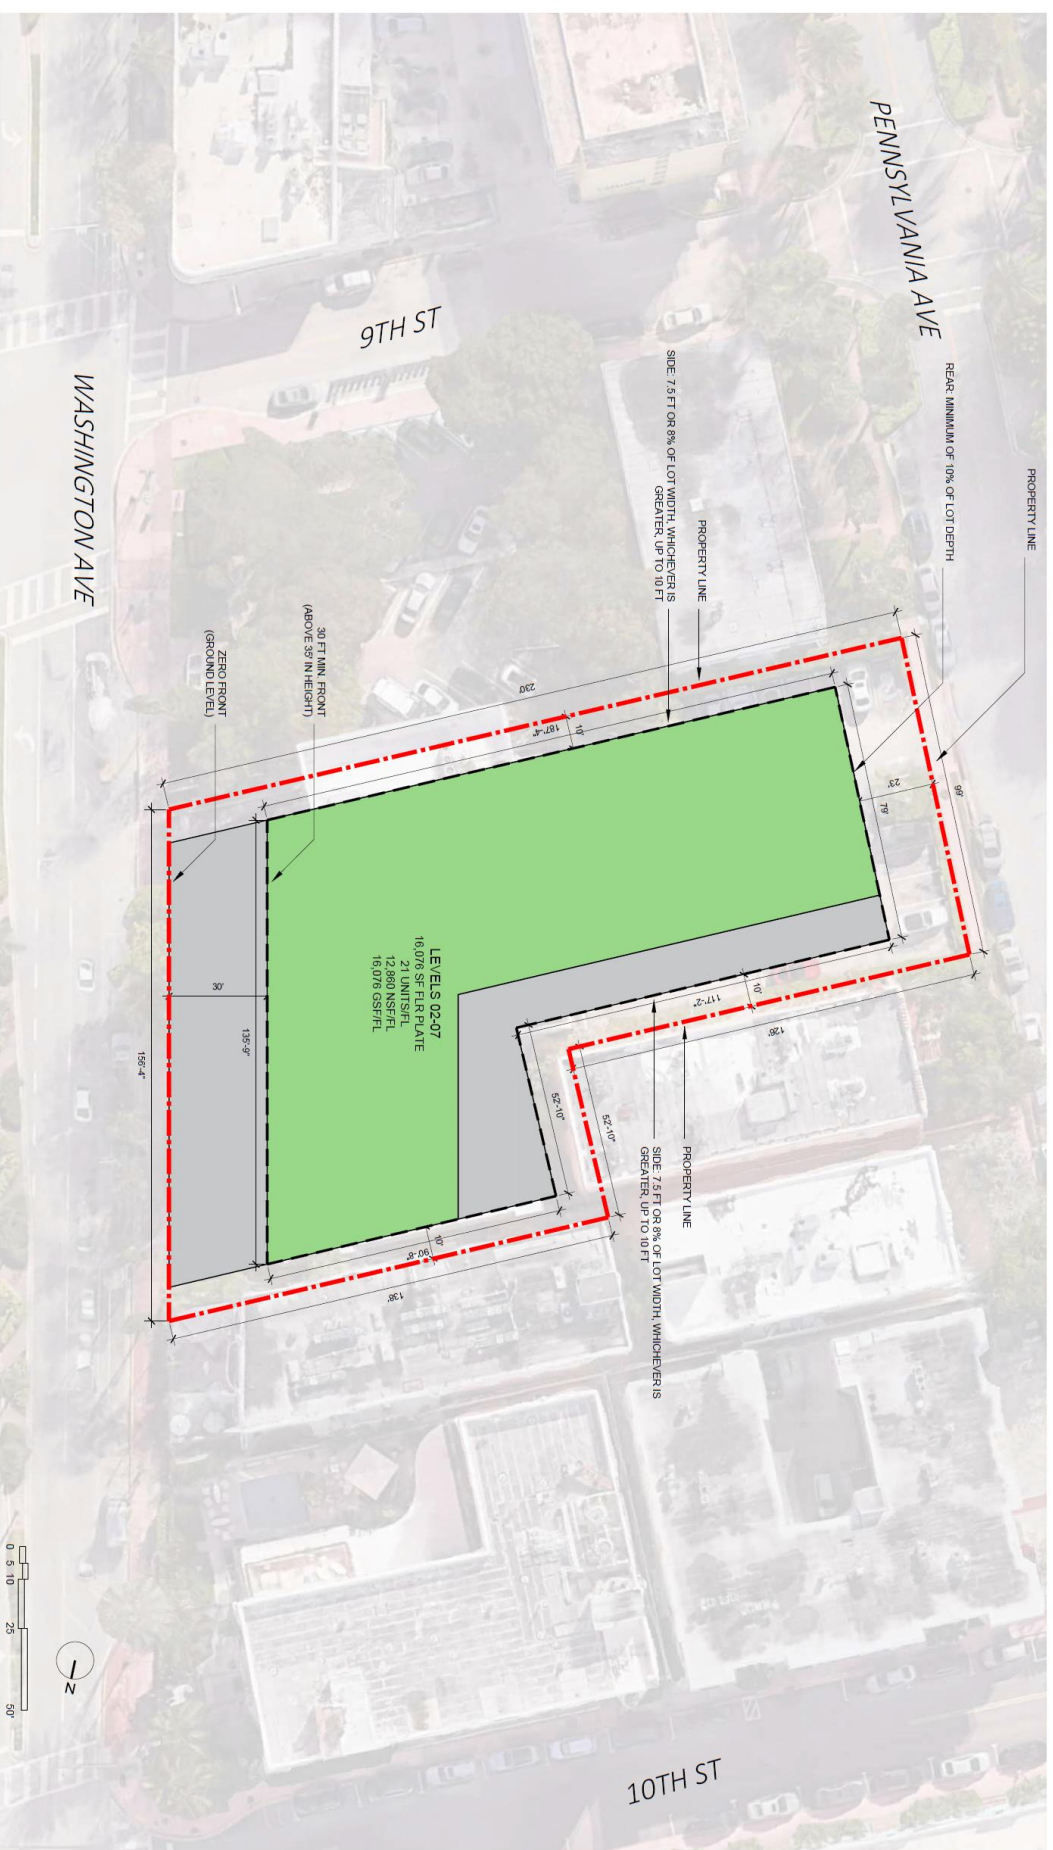 PENNSYLVANIA AVE
PROPERTY LINE
REAR: MINIMUM OF 10% OF LOT DEPTH
9TH ST
SIDE: 7.5 FT OR 8% OF LOT WIDTH, WHICHEVER IS
GREATER, UP TO 10 FT
PROPERTY LINE
WASHINGTON AVE
30 FT MIN. FRONT
(ABOVE 35' IN HEIGHT)
ZERO FRONT
(GROUND LEVEL)
230'
187'-4"
10'
99'
23'
79'
LEVELS 02-07
16,076 SF FLR PLATE
21 UNITS/FL
12,860 NSF/FL
16,076 GSF/FL
30'
135'-9"
156'-4"
10'
117'-2"
126'
52'-10"
52'-10"
PROPERTY LINE
SIDE: 7.5 FT OR 8% OF LOT WIDTH, WHICHEVER IS
GREATER, UP TO 10 FT
10'
90'-8"
138'
10TH ST
N
0 5 10 25 50'